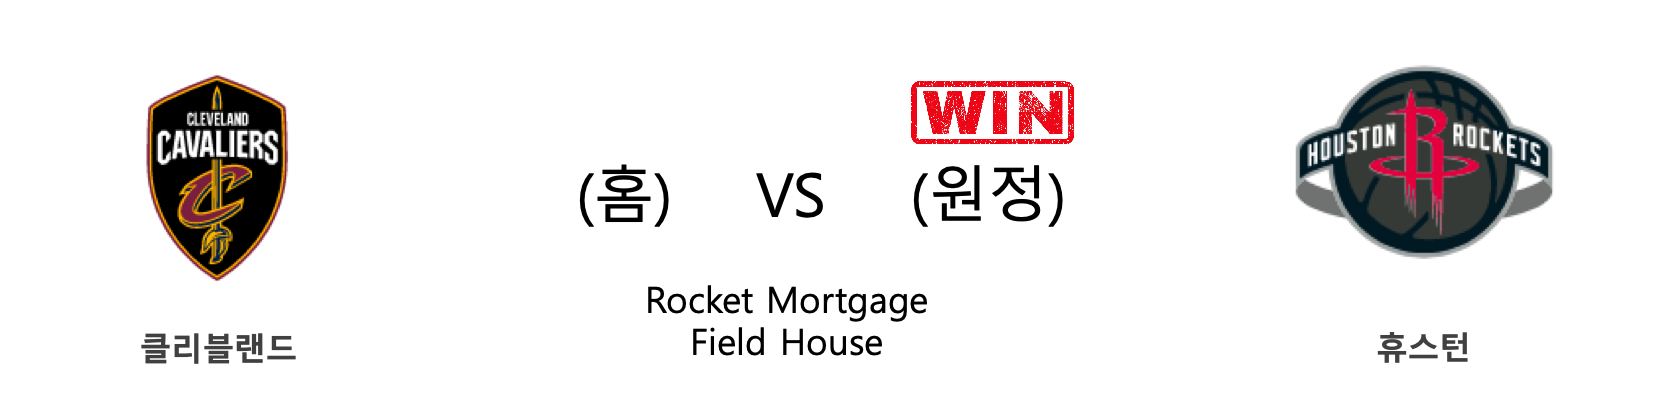 CLEVELAND
CAVALIERS
WIN
HOUSTON ROCKETS
(홈) VS (원정)
Rocket Mortgage
Field House
클리블랜드
휴스턴